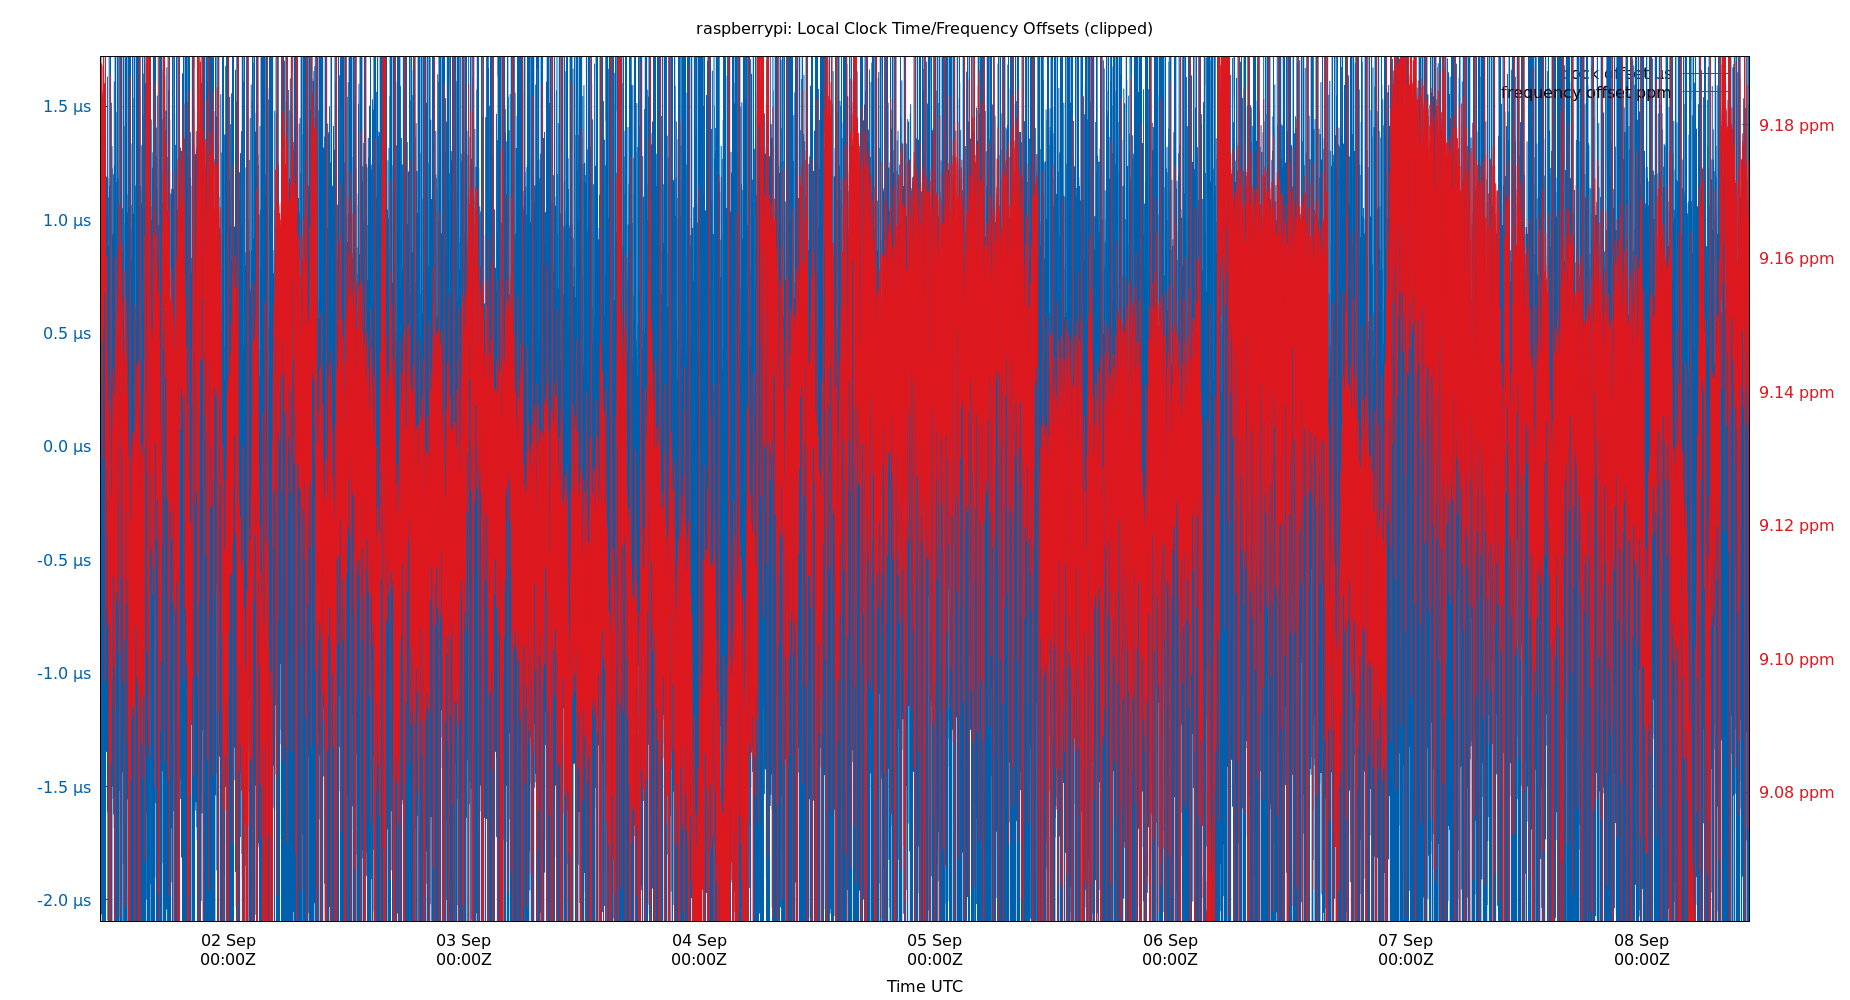 raspberrypi: Local Clock Time/Frequency Offsets (clipped)
clock offset µs
frequency offset ppm
1.5 µs
1.0 µs
0.5 µs
0.0 µs
-0.5 µs
-1.0 µs
-1.5 µs
-2.0 µs
9.18 ppm
9.16 ppm
9.14 ppm
9.12 ppm
9.10 ppm
9.08 ppm
02 Sep 03 Sep 04 Sep 05 Sep 06 Sep 07 Sep 08 Sep
00:00Z 00:00Z 00:00Z 00:00Z 00:00Z 00:00Z 00:00Z
Time UTC